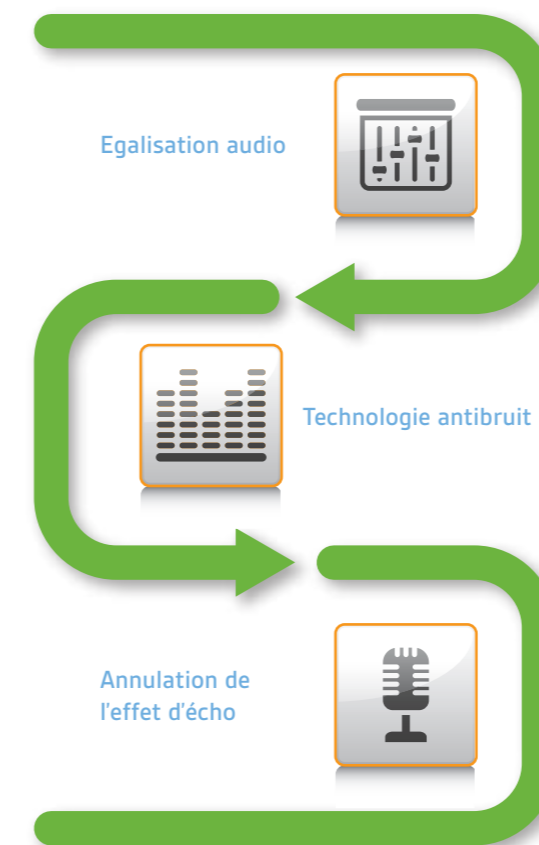 Egalisation audio
Technologie antibruit
Annulation de
l'effet d'écho